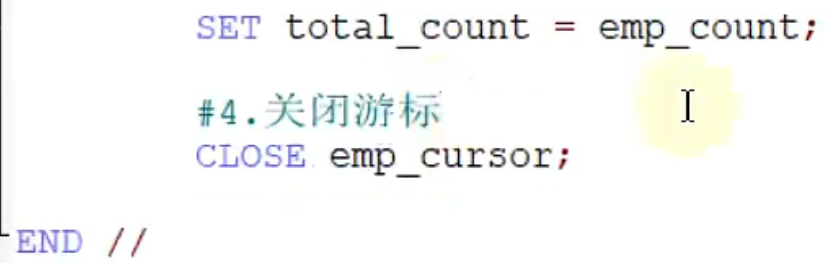 SET total_count = emp_count;
#4.关闭游标
CLOSE emp_cursor;
END //